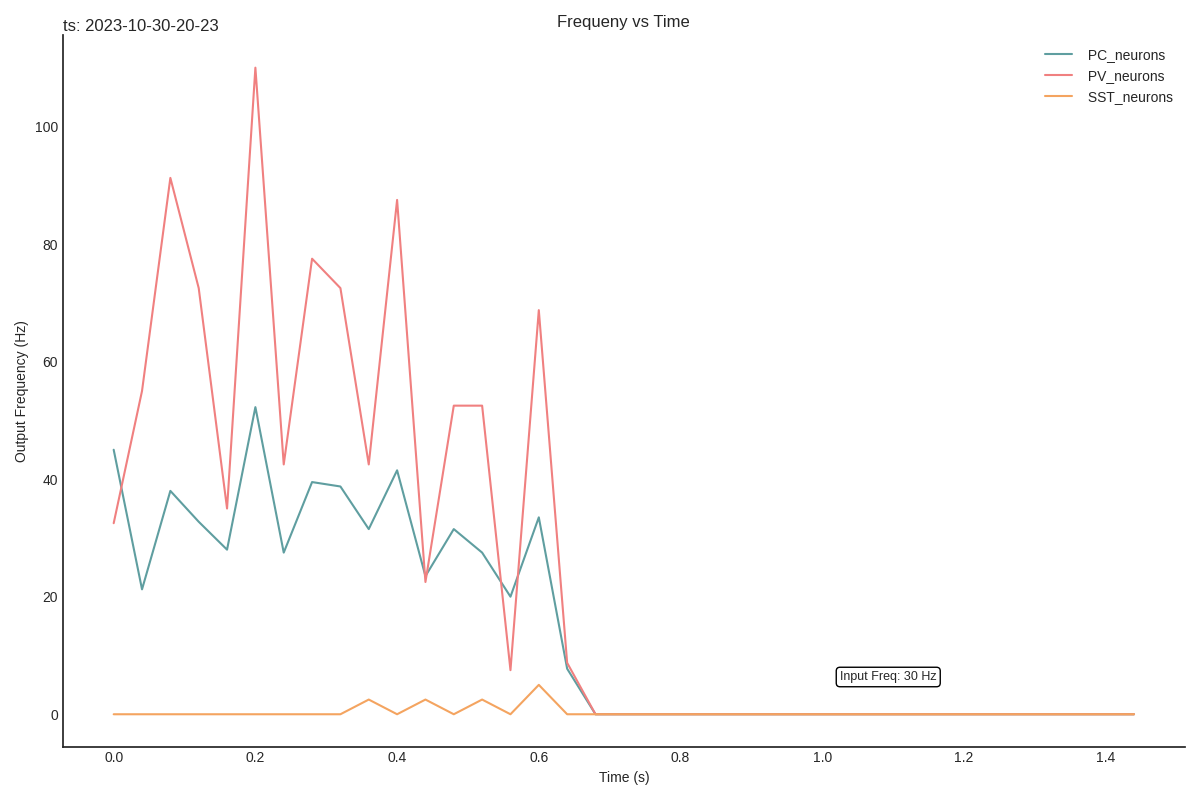 ts: 2023-10-30-20-23
Frequeny vs Time
PC_neurons
PV_neurons
SST_neurons
Output Frequency (Hz)
100
80
60
40
20
0
Input Freq: 30 Hz
0.0 0.2 0.4 0.6 0.8 1.0 1.2 1.4
Time (s)